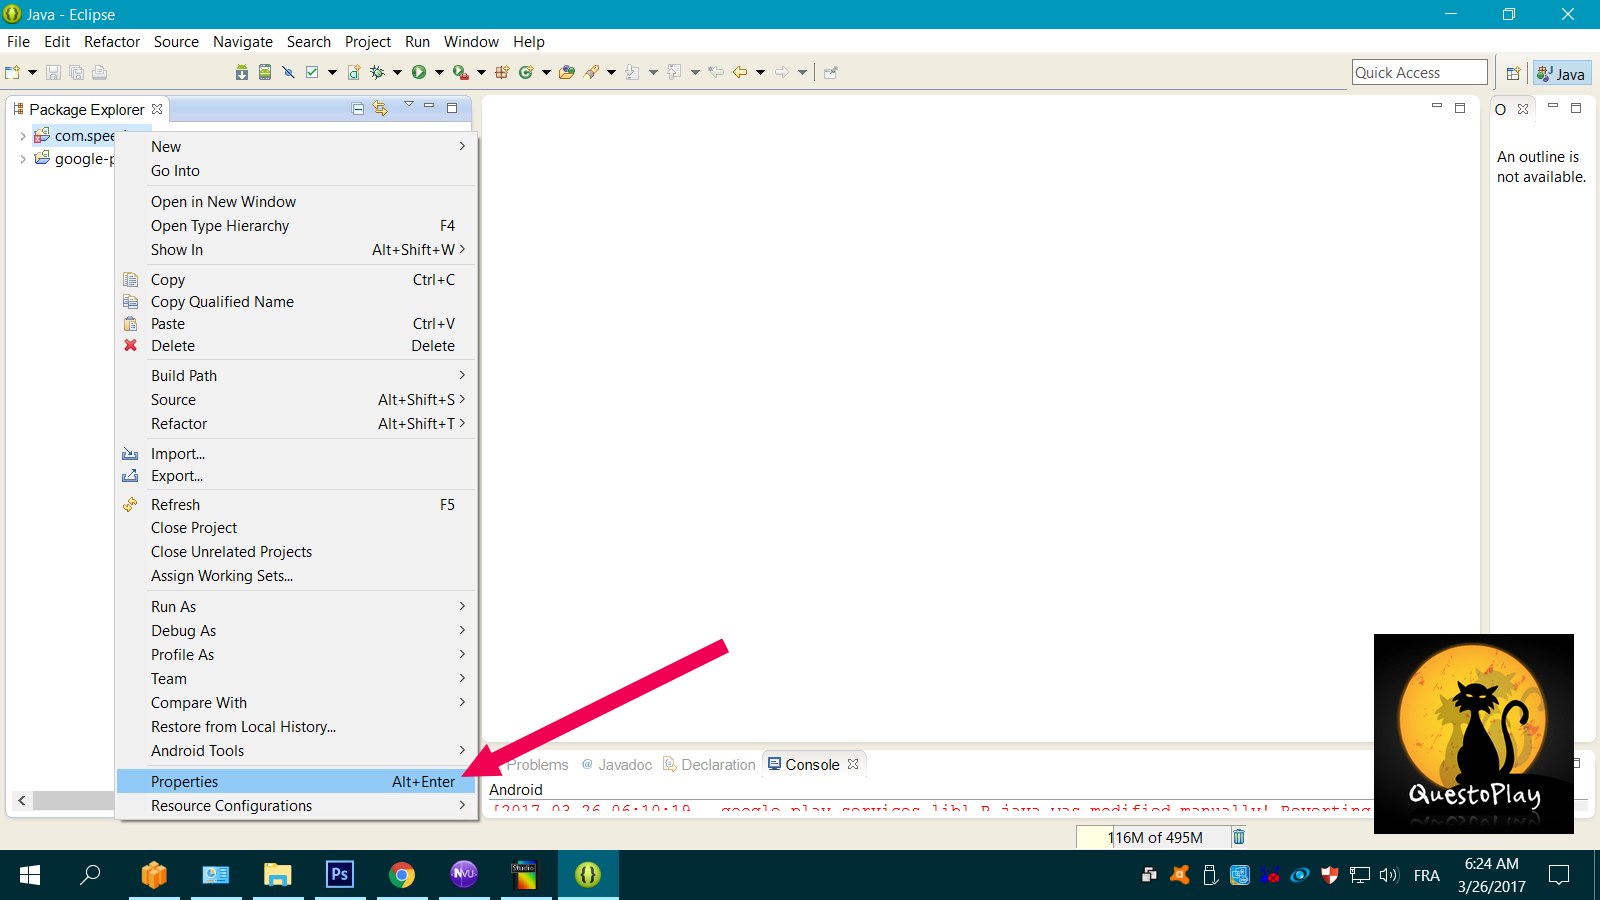 Java - Eclipse
File Edit Refactor Source Navigate Search Project Run Window Help
Quick Access
Java
Package Explorer
com.spee
google-p
New
Go Into
Open in New Window
Open Type Hierarchy F4
Show In Alt+Shift+W
Copy Ctrl+C
Copy Qualified Name
Paste Ctrl+V
Delete Delete
Build Path
Source Alt+Shift+S
Refactor Alt+Shift+T
Import...
Export...
Refresh F5
Close Project
Close Unrelated Projects
Assign Working Sets...
Run As
Debug As
Profile As
Team
Compare With
Restore from Local History...
Android Tools
Properties Alt+Enter
Resource Configurations
O
An outline is
not available.
Problems @ Javadoc Declaration Console
Android
[2017-03-26 06:10:19 - google-play-services_lib] R.java was modified manually! Reverting
QuestoPlay
116M of 495M
Ps
NVU
Studio
FRA
6:24 AM
3/26/2017